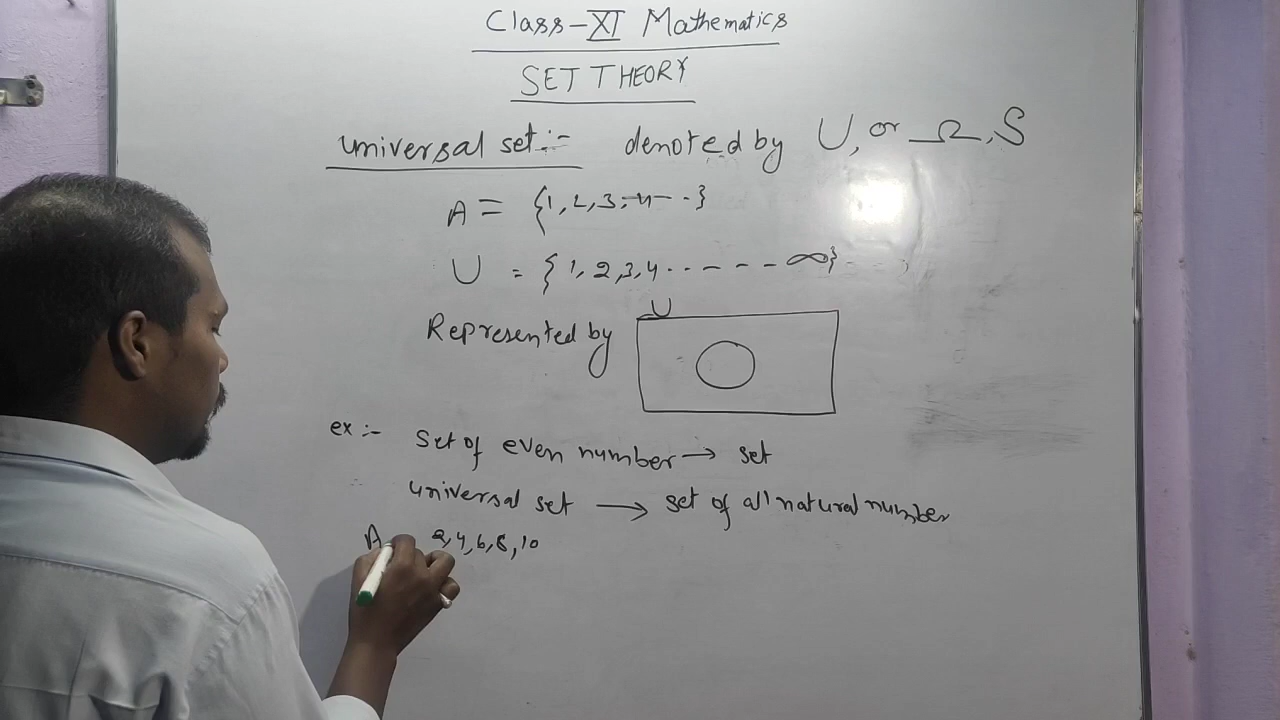 Class-XI Mathematics
SET THEORY
universal set:- denoted by U, or Ω, S
A = {1, 2, 3, 4 - - .}
U = {1, 2, 3, 4 . . - - - - ∞}
U
Represented by
ex:- Set of even number → set
universal set → set of all natural number
A 2, 4, 6, 8, 10